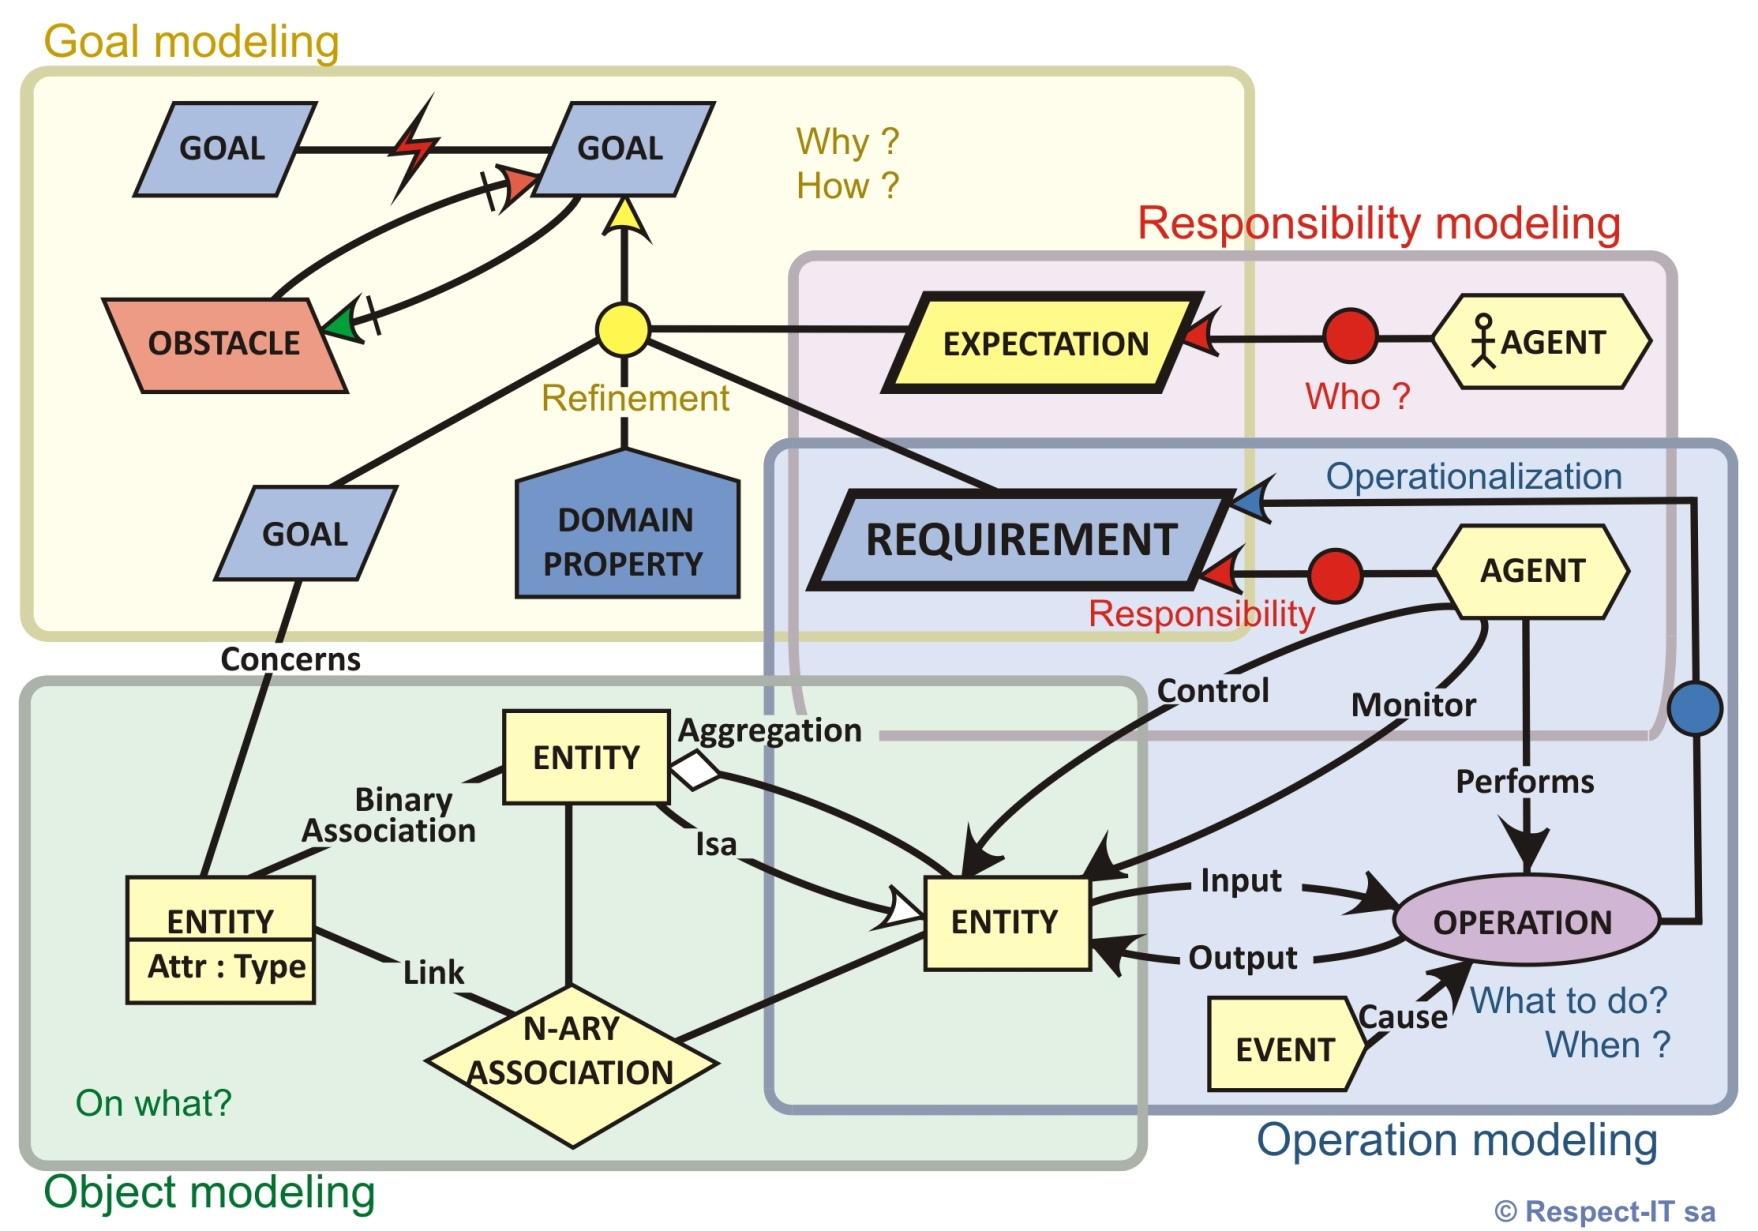 Goal modeling
GOAL
GOAL
Why ?
How ?
Responsibility modeling
OBSTACLE
EXPECTATION
AGENT
Refinement
Who ?
Operationalization
GOAL
DOMAIN
PROPERTY
REQUIREMENT
AGENT
Responsibility
Concerns
Control
Monitor
Aggregation
ENTITY
Performs
Binary
Association
Isa
Input
ENTITY
Attr : Type
ENTITY
OPERATION
Link
Output
What to do?
When ?
Cause
EVENT
N-ARY
ASSOCIATION
On what?
Operation modeling
Object modeling
© Respect-IT sa